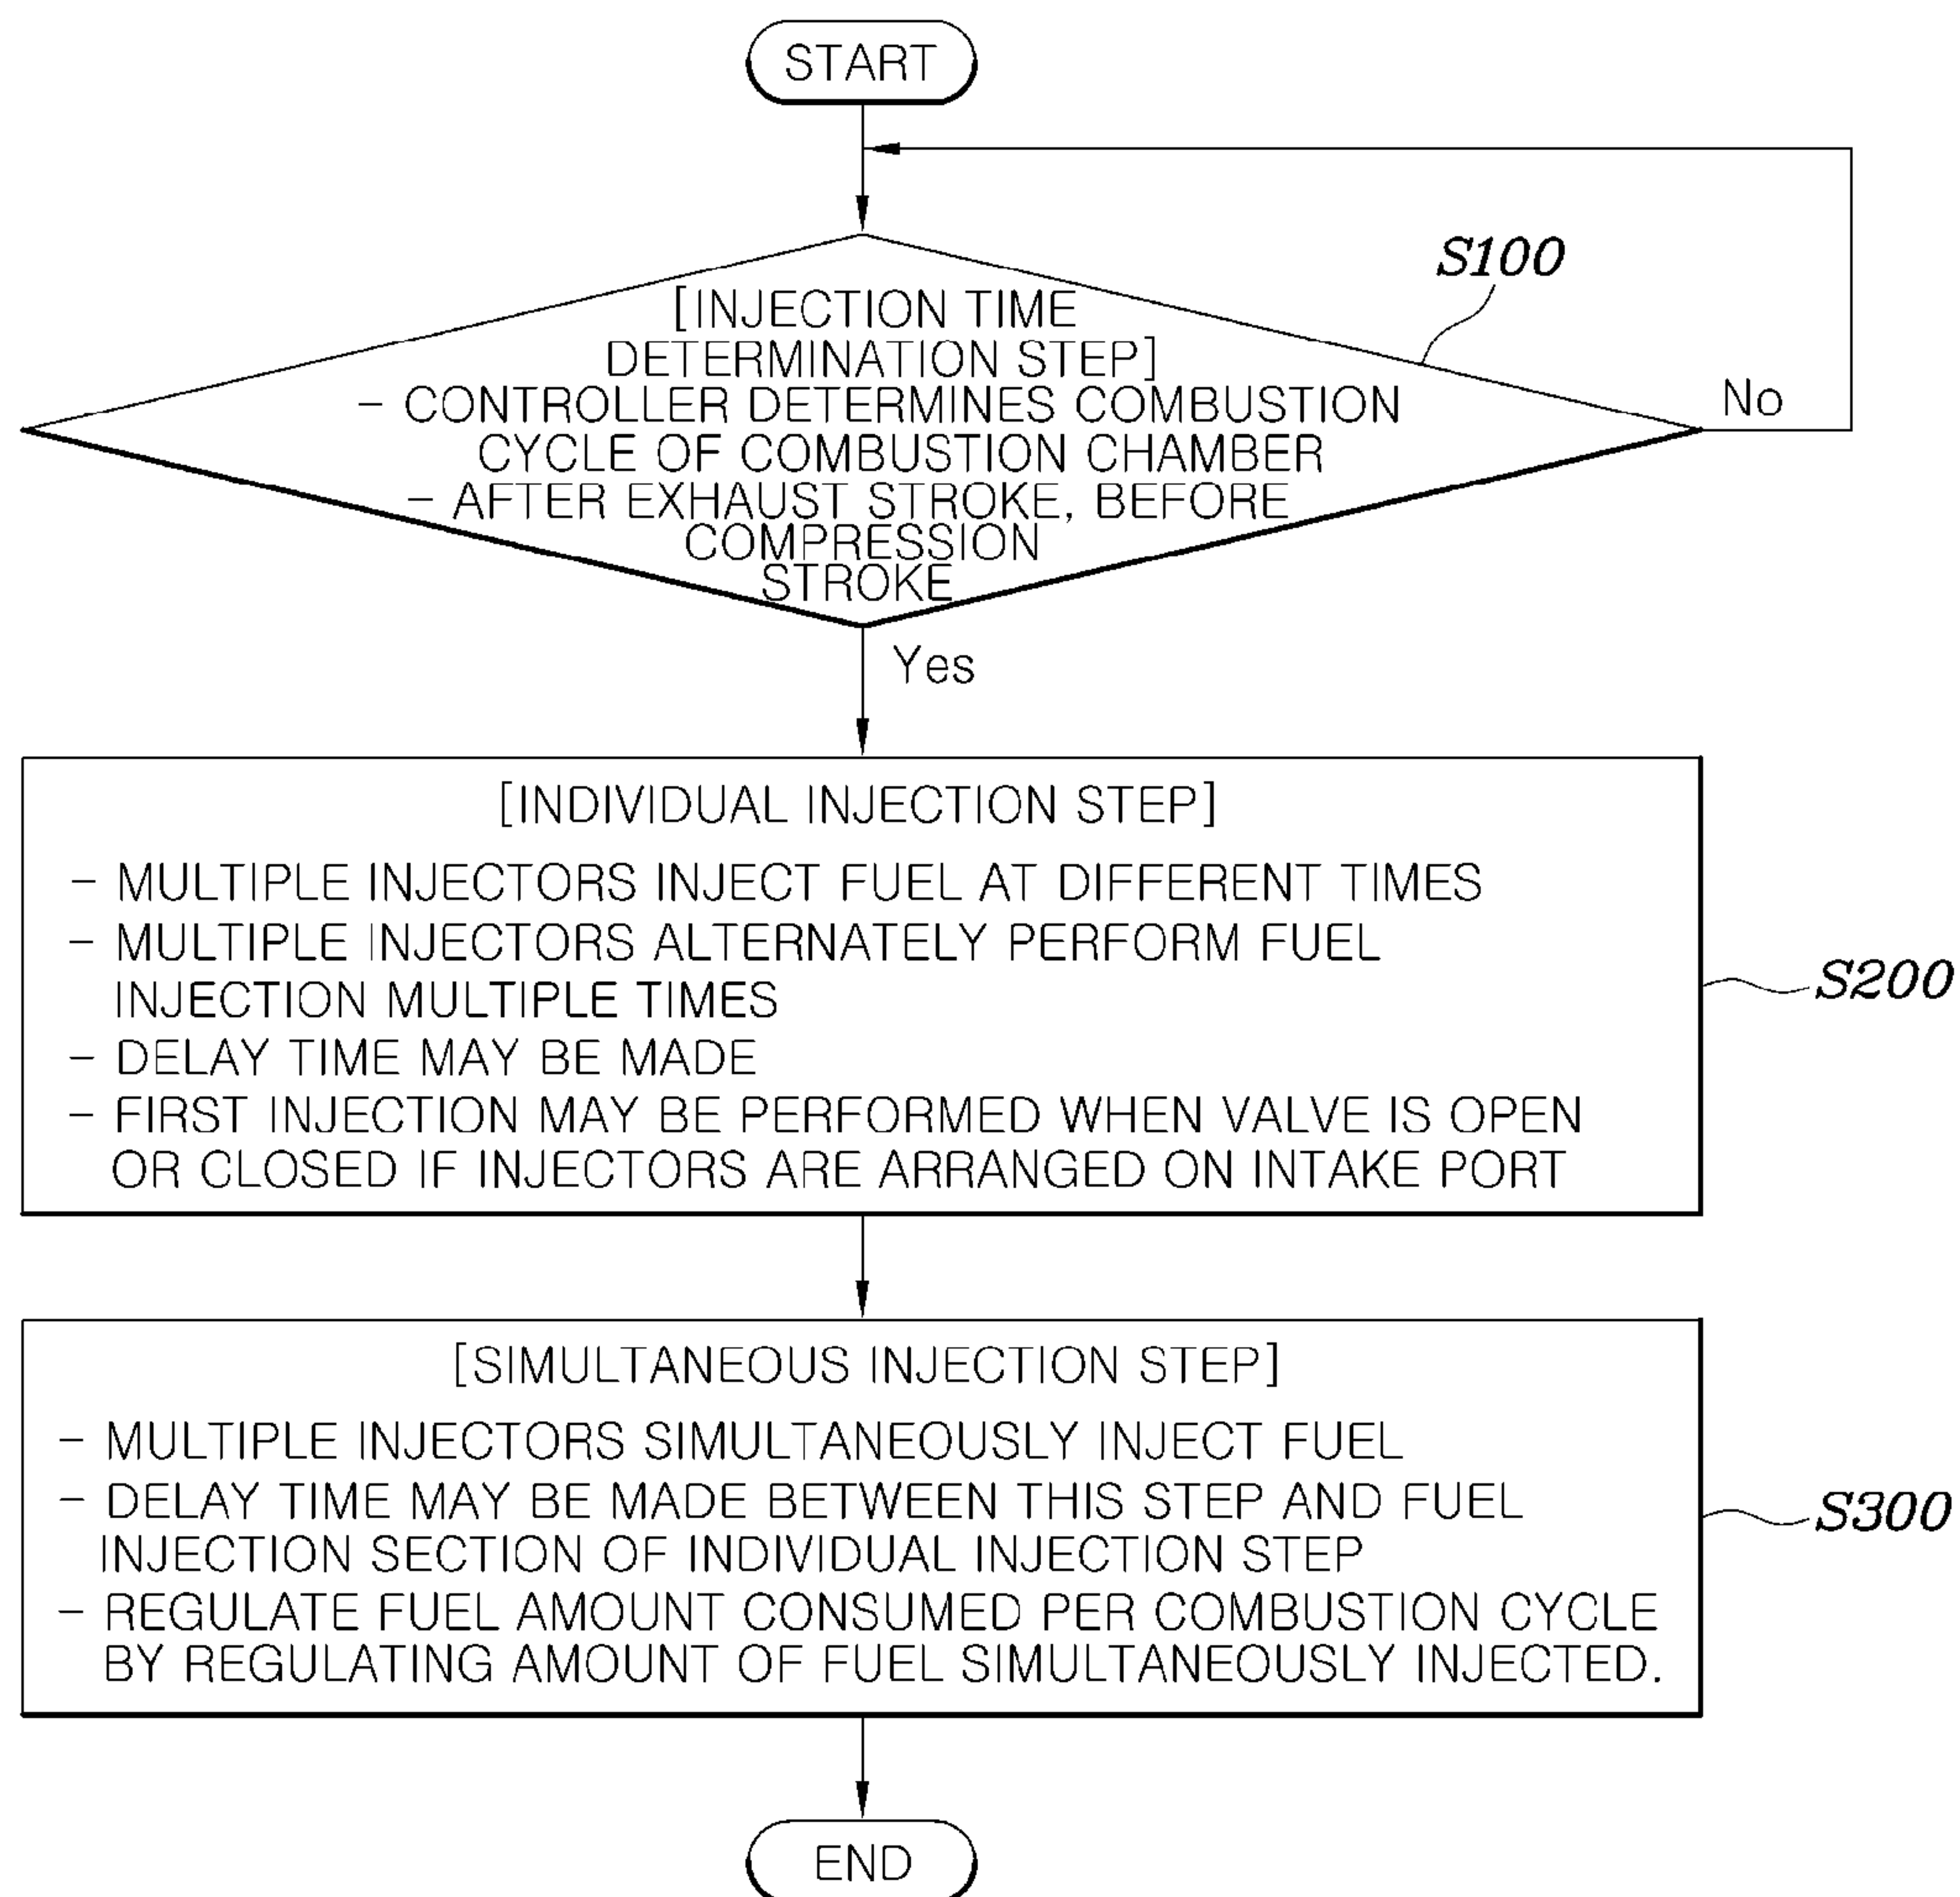 START
S100
[INJECTION TIME
DETERMINATION STEP]
- CONTROLLER DETERMINES COMBUSTION
CYCLE OF COMBUSTION CHAMBER
- AFTER EXHAUST STROKE, BEFORE
COMPRESSION
STROKE
No
Yes
[INDIVIDUAL INJECTION STEP]
- MULTIPLE INJECTORS INJECT FUEL AT DIFFERENT TIMES
- MULTIPLE INJECTORS ALTERNATELY PERFORM FUEL
INJECTION MULTIPLE TIMES
- DELAY TIME MAY BE MADE
- FIRST INJECTION MAY BE PERFORMED WHEN VALVE IS OPEN
OR CLOSED IF INJECTORS ARE ARRANGED ON INTAKE PORT
S200
[SIMULTANEOUS INJECTION STEP]
- MULTIPLE INJECTORS SIMULTANEOUSLY INJECT FUEL
- DELAY TIME MAY BE MADE BETWEEN THIS STEP AND FUEL
INJECTION SECTION OF INDIVIDUAL INJECTION STEP
- REGULATE FUEL AMOUNT CONSUMED PER COMBUSTION CYCLE
BY REGULATING AMOUNT OF FUEL SIMULTANEOUSLY INJECTED.
S300
END